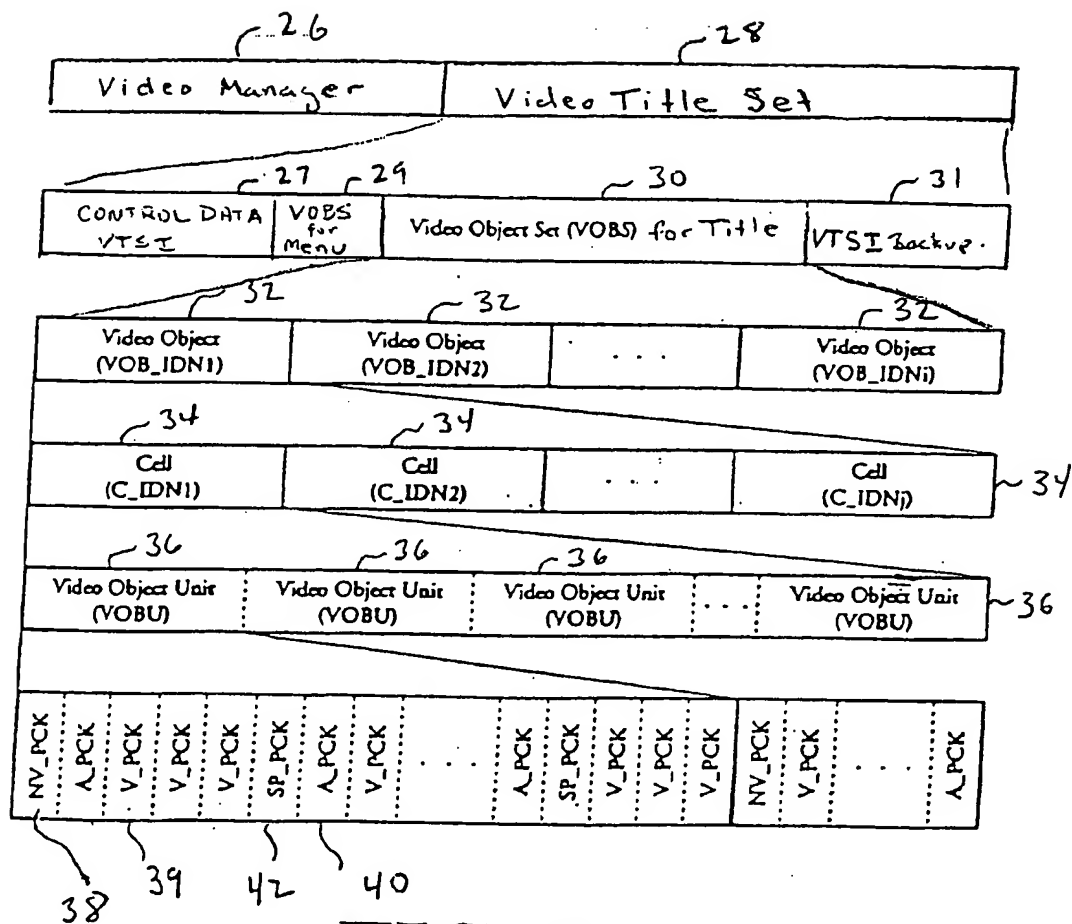 26 28
Video Manager Video Title Set
27 29 30 31
CONTROL DATA VTSI VOBS for Menu Video Object Set (VOBS) for Title VTSI Backup.
32 32 32
Video Object Video Object Video Object
(VOB_IDN1) (VOB_IDN2) . . . . (VOB_IDNi)
34 34
Cell Cell Cell
(C_IDN1) (C_IDN2) . . . . (C_IDNj) 34
36 36 36
Video Object Unit Video Object Unit Video Object Unit Video Object Unit
(VOBU) (VOBU) (VOBU) . . . . (VOBU) 36
NV_PCK A_PCK V_PCK V_PCK V_PCK SP_PCK A_PCK V_PCK . . . . A_PCK SP_PCK V_PCK V_PCK V_PCK NV_PCK V_PCK . . . . A_PCK
38 39 42 40